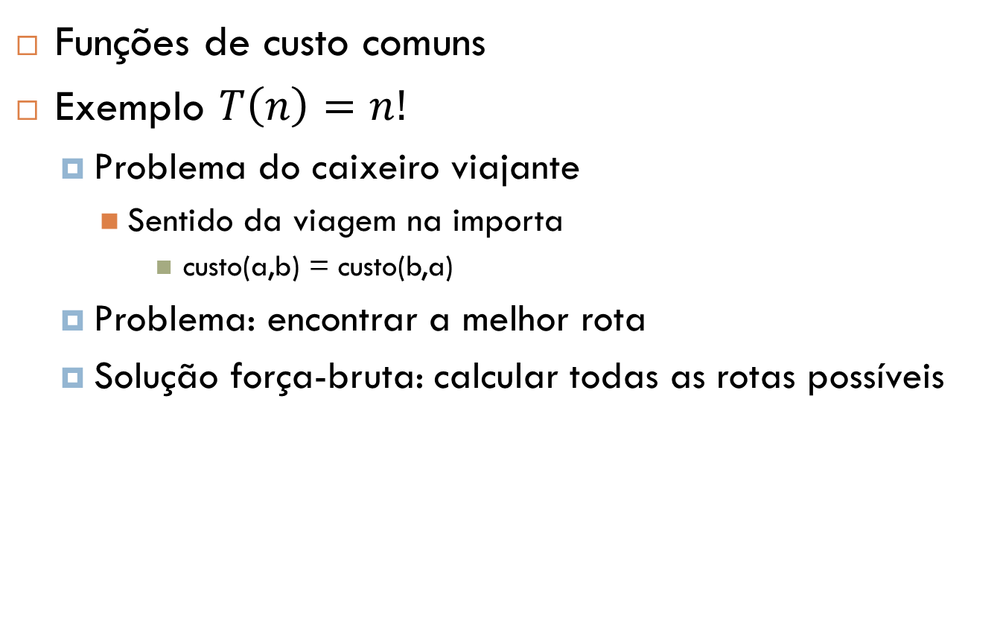 Funções de custo comuns
Exemplo T(n) = n!
Problema do caixeiro viajante
Sentido da viagem na importa
custo(a,b) = custo(b,a)
Problema: encontrar a melhor rota
Solução força-bruta: calcular todas as rotas possíveis